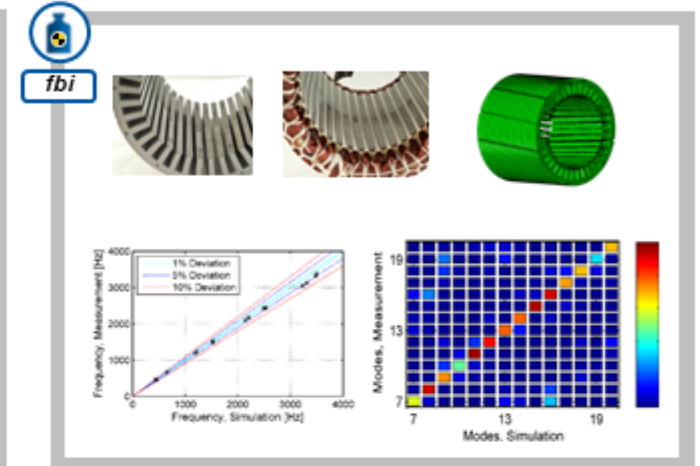 fbi
4000
3000
2000
1000
0
Frequency, Measurement [Hz]
1% Deviation
5% Deviation
10% Deviation
0 1000 2000 3000 4000
Frequency, Simulation [Hz]
Modes, Measurement
19
13
7
7 13 19
Modes, Simulation